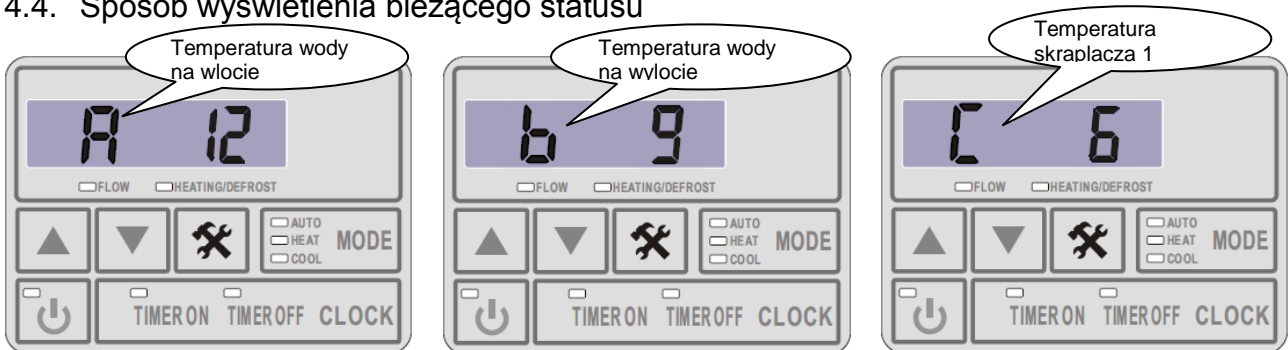 4.4. Sposób wyświetlenia bieżącego statusu
Temperatura wody
na wlocie
A 12
FLOW HEATING/DEFROST
AUTO
HEAT
COOL
MODE
TIMER ON TIMER OFF CLOCK
Temperatura wody
na wylocie
b 9
FLOW HEATING/DEFROST
AUTO
HEAT
COOL
MODE
TIMER ON TIMER OFF CLOCK
Temperatura
skraplacza 1
C 6
FLOW HEATING/DEFROST
AUTO
HEAT
COOL
MODE
TIMER ON TIMER OFF CLOCK